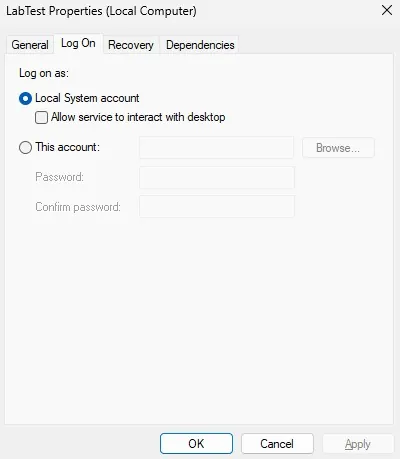 LabTest Properties (Local Computer)
General Log On Recovery Dependencies
Log on as:
Local System account
Allow service to interact with desktop
This account: Browse...
Password:
Confirm password:
OK Cancel Apply